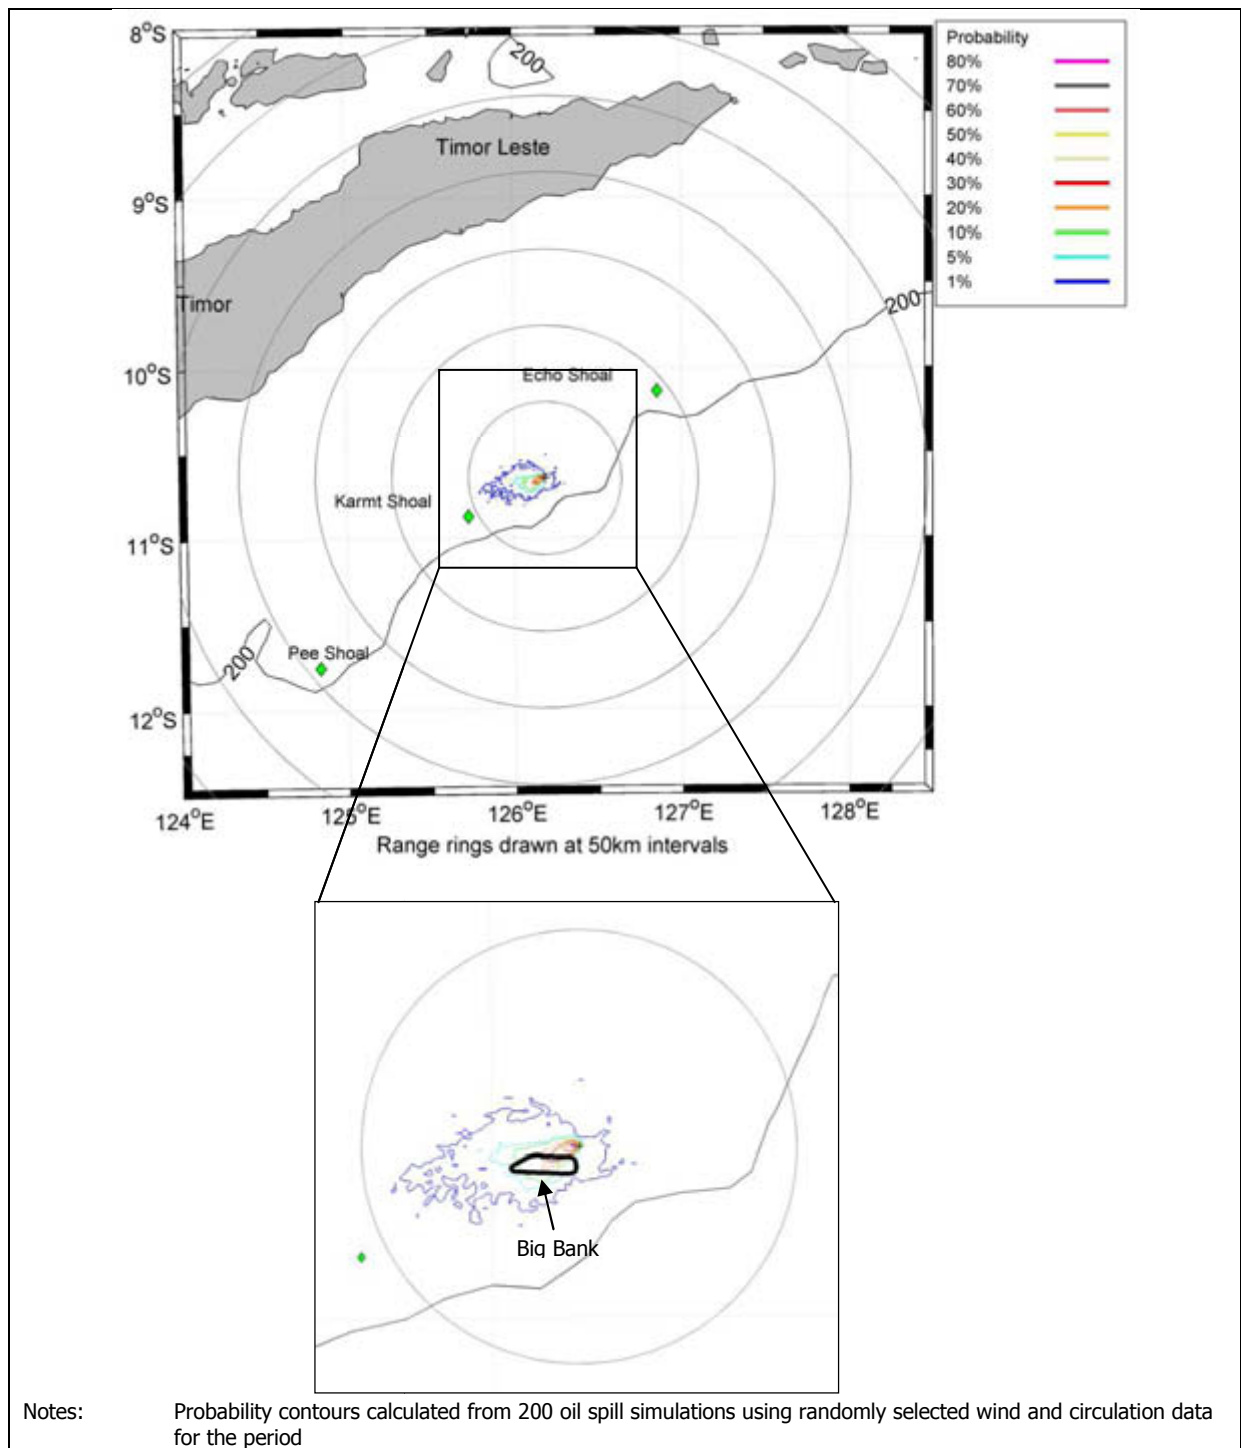 8°S
200
Timor Leste
9°S
Timor
200
10°S
Echo Shoal
Karmt Shoal
11°S
Pee Shoal
200
12°S
124°E
125°E
126°E
127°E
128°E
Range rings drawn at 50km intervals
Probability
80%
70%
60%
50%
40%
30%
20%
10%
5%
1%
Big Bank
Notes: Probability contours calculated from 200 oil spill simulations using randomly selected wind and circulation data
for the period